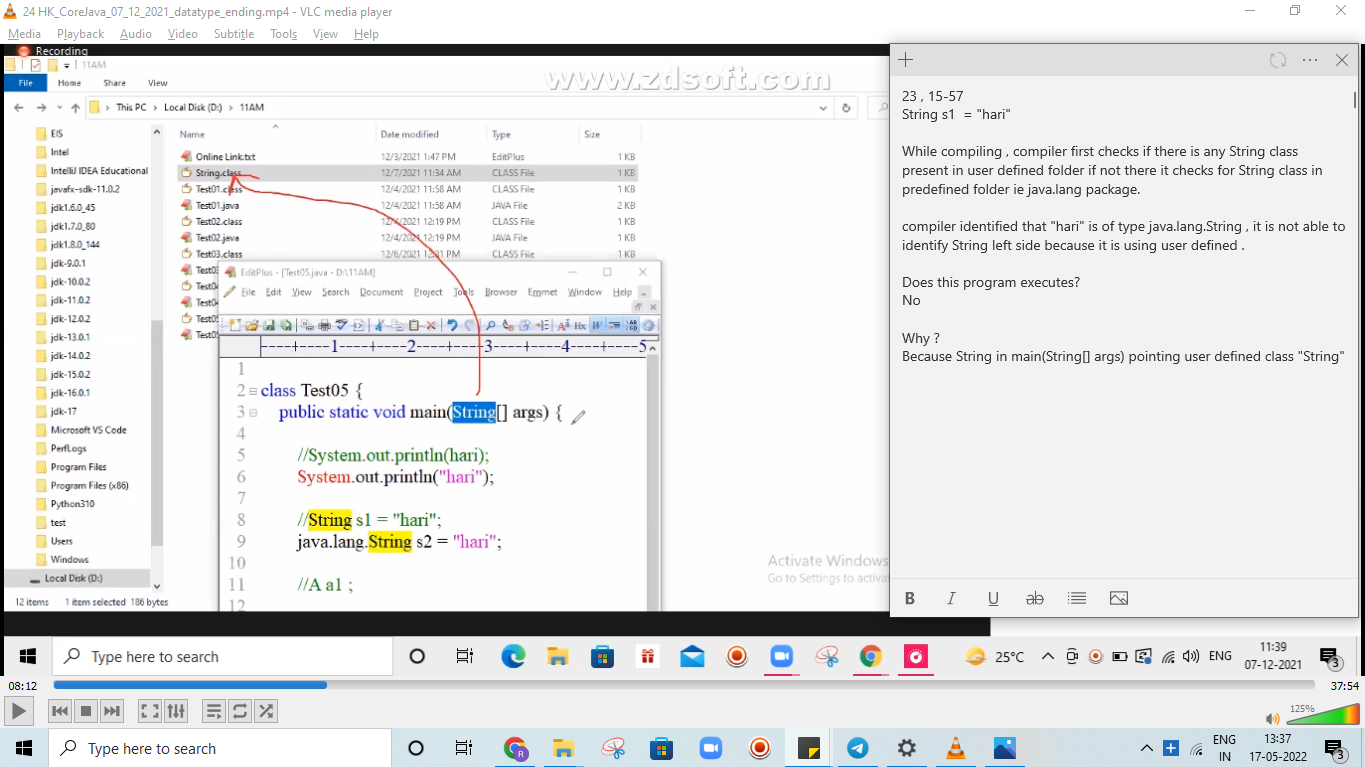 24 HK_CoreJava_07_12_2021_datatype_ending.mp4 - VLC media player
Media Playback Audio Video Subtitle Tools View Help
Recording
11AM
www.zdsoft.com
File Home Share View
This PC > Local Disk (D:) > 11AM
Name Date modified Type Size
EIS
Intel
IntelliJ IDEA Educational
javafx-sdk-11.0.2
jdk1.6.0_45
jdk1.7.0_80
jdk1.8.0_144
jdk-9.0.1
jdk-10.0.2
jdk-11.0.2
jdk-12.0.2
jdk-13.0.1
jdk-14.0.2
jdk-15.0.2
jdk-16.0.1
jdk-17
Microsoft VS Code
PerfLogs
Program Files
Program Files (x86)
Python310
test
Users
Windows
Local Disk (D:)
Online Link.txt 12/3/2021 1:47 PM EditPlus 1 KB
String.class 12/7/2021 11:34 AM CLASS File 1 KB
Test01.class 12/4/2021 11:58 AM CLASS File 1 KB
Test01.java 12/4/2021 11:58 AM JAVA File 2 KB
Test02.class 12/4/2021 12:19 PM CLASS File 1 KB
Test02.java 12/4/2021 12:19 PM JAVA File 1 KB
Test03.class 12/6/2021 12:31 PM CLASS File 1 KB
Test03
Test04
Test04
Test05
Test05
12 items 1 item selected 186 bytes
EditPlus - [Test05.java - D:\11AM]
File Edit View Search Document Project Tools Browser Emmet Window Help
----+----1----+----2----+----3----+----4----+----5
1
2 class Test05 {
3 public static void main(String[] args) {
4
5 //System.out.println(hari);
6 System.out.println("hari");
7
8 //String s1 = "hari";
9 java.lang.String s2 = "hari";
10
11 //A a1 ;
12
Activate Windows
Go to Settings to activat
23 , 15-57
String s1 = "hari"
While compiling , compiler first checks if there is any String class
present in user defined folder if not there it checks for String class in
predefined folder ie java.lang package.
compiler identified that "hari" is of type java.lang.String , it is not able to
identify String left side because it is using user defined .
Does this program executes?
No
Why ?
Because String in main(String[] args) pointing user defined class "String"
B I U ab
Type here to search
25°C ENG 11:39
07-12-2021 3
08:12 37:54
125%
Type here to search
ENG 13:37
IN 17-05-2022 3